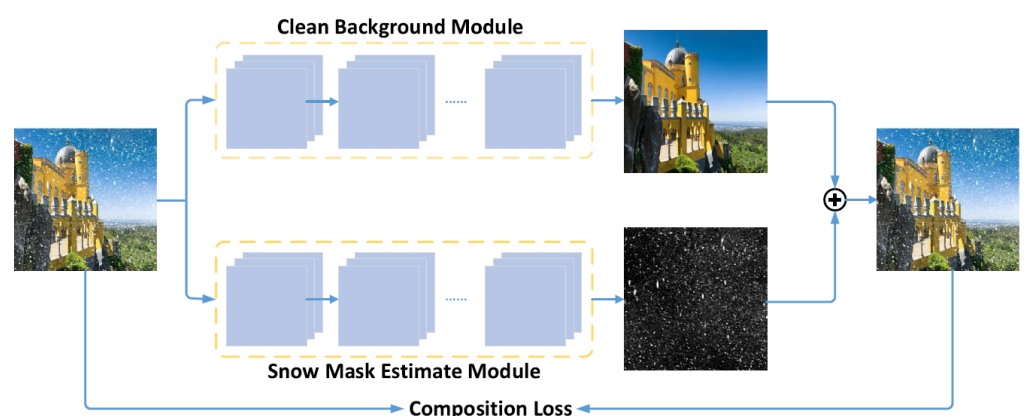 Clean Background Module
......
......
Snow Mask Estimate Module
Composition Loss